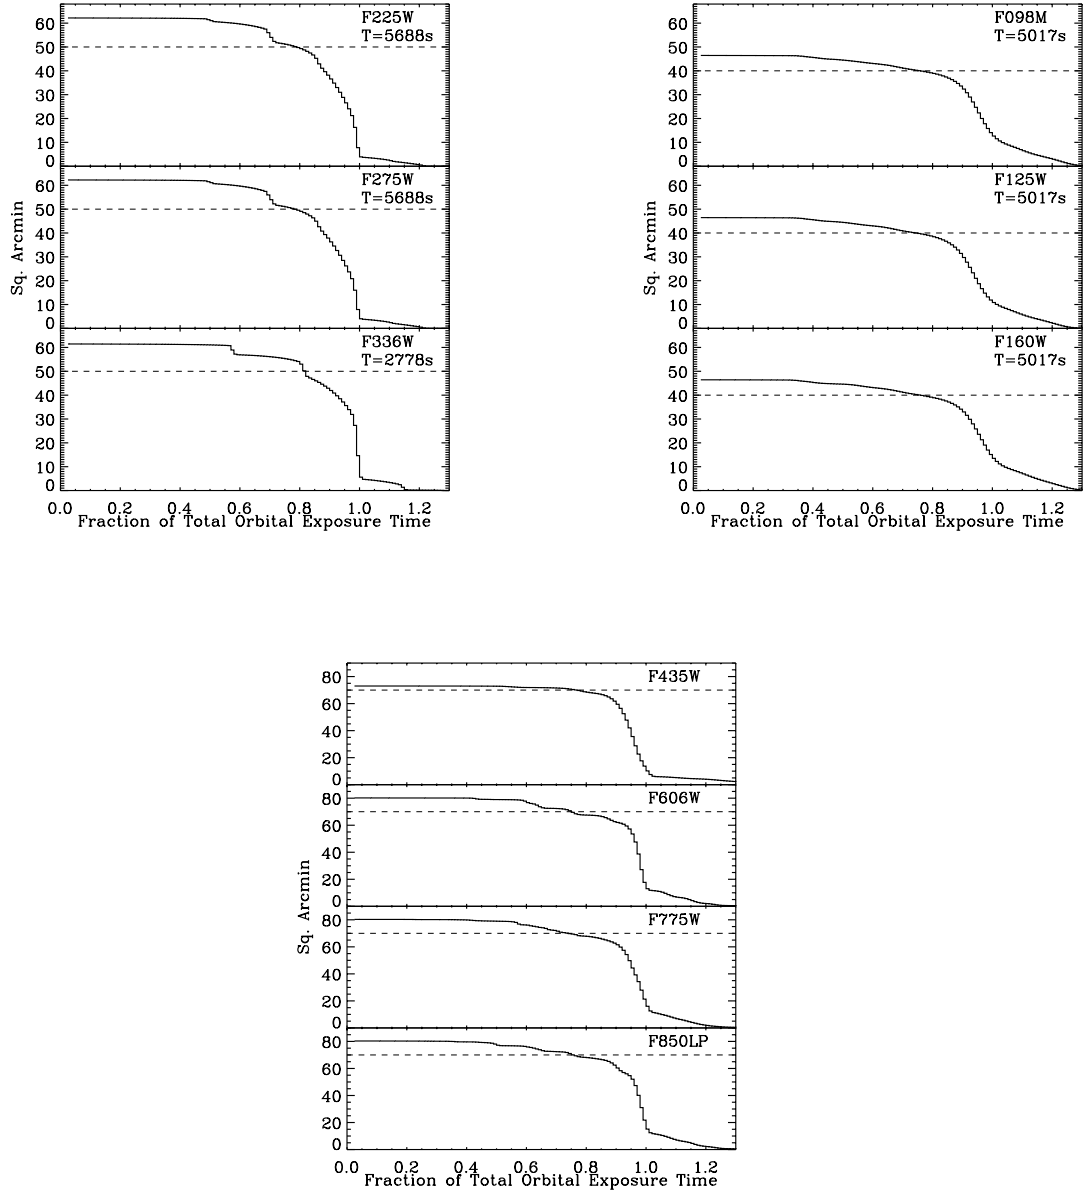 F225W
T=5688s
60
50
40
30
20
10
0
F275W
T=5688s
60
50
40
30
20
10
0
F336W
T=2778s
60
50
40
30
20
10
0
Sq. Arcmin
0.0 0.2 0.4 0.6 0.8 1.0 1.2
Fraction of Total Orbital Exposure Time
F098M
T=5017s
60
50
40
30
20
10
0
F125W
T=5017s
60
50
40
30
20
10
0
F160W
T=5017s
60
50
40
30
20
10
0
Sq. Arcmin
0.0 0.2 0.4 0.6 0.8 1.0 1.2
Fraction of Total Orbital Exposure Time
F435W
80
60
40
20
0
F606W
80
60
40
20
0
F775W
80
60
40
20
0
F850LP
80
60
40
20
0
Sq. Arcmin
0.0 0.2 0.4 0.6 0.8 1.0 1.2
Fraction of Total Orbital Exposure Time